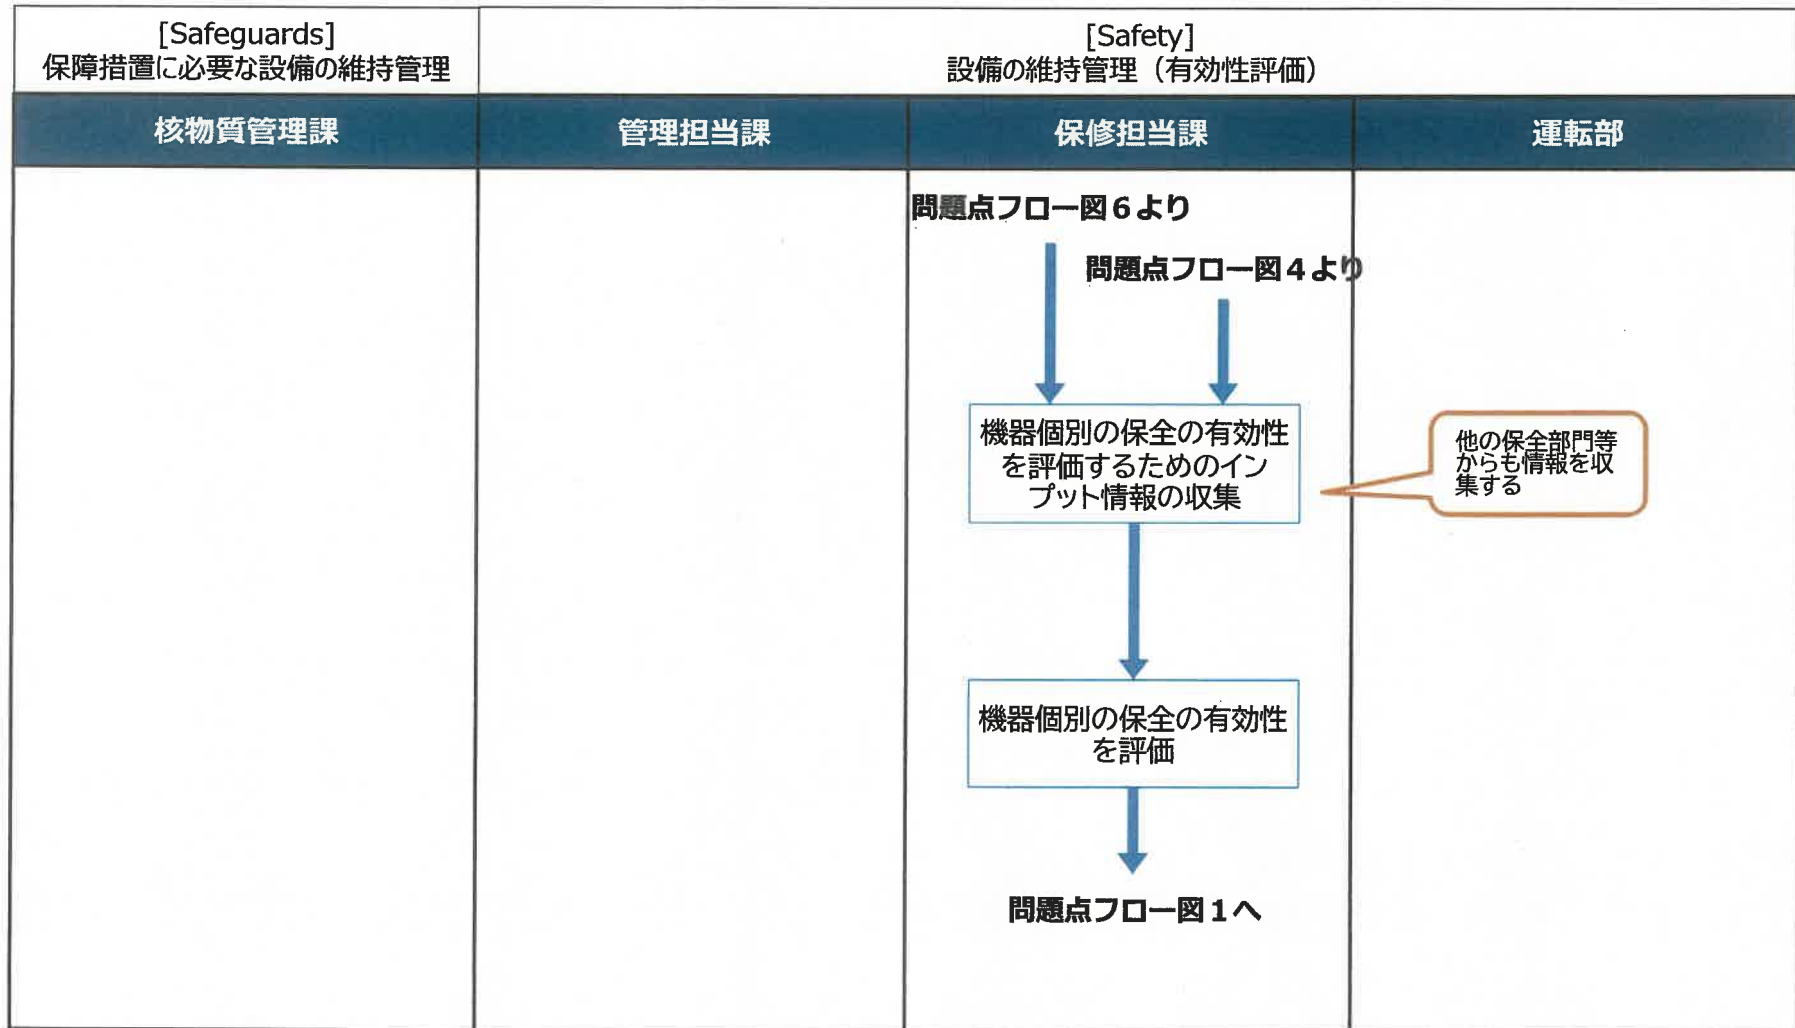 [Safeguards]
保障措置に必要な設備の維持管理
[Safety]
設備の維持管理（有効性評価）
核物質管理課
管理担当課
保修担当課
運転部
問題点フロー図６より
問題点フロー図４より
機器個別の保全の有効性
を評価するためのイン
プット情報の収集
他の保全部門等
からも情報を収
集する
機器個別の保全の有効性
を評価
問題点フロー図１へ